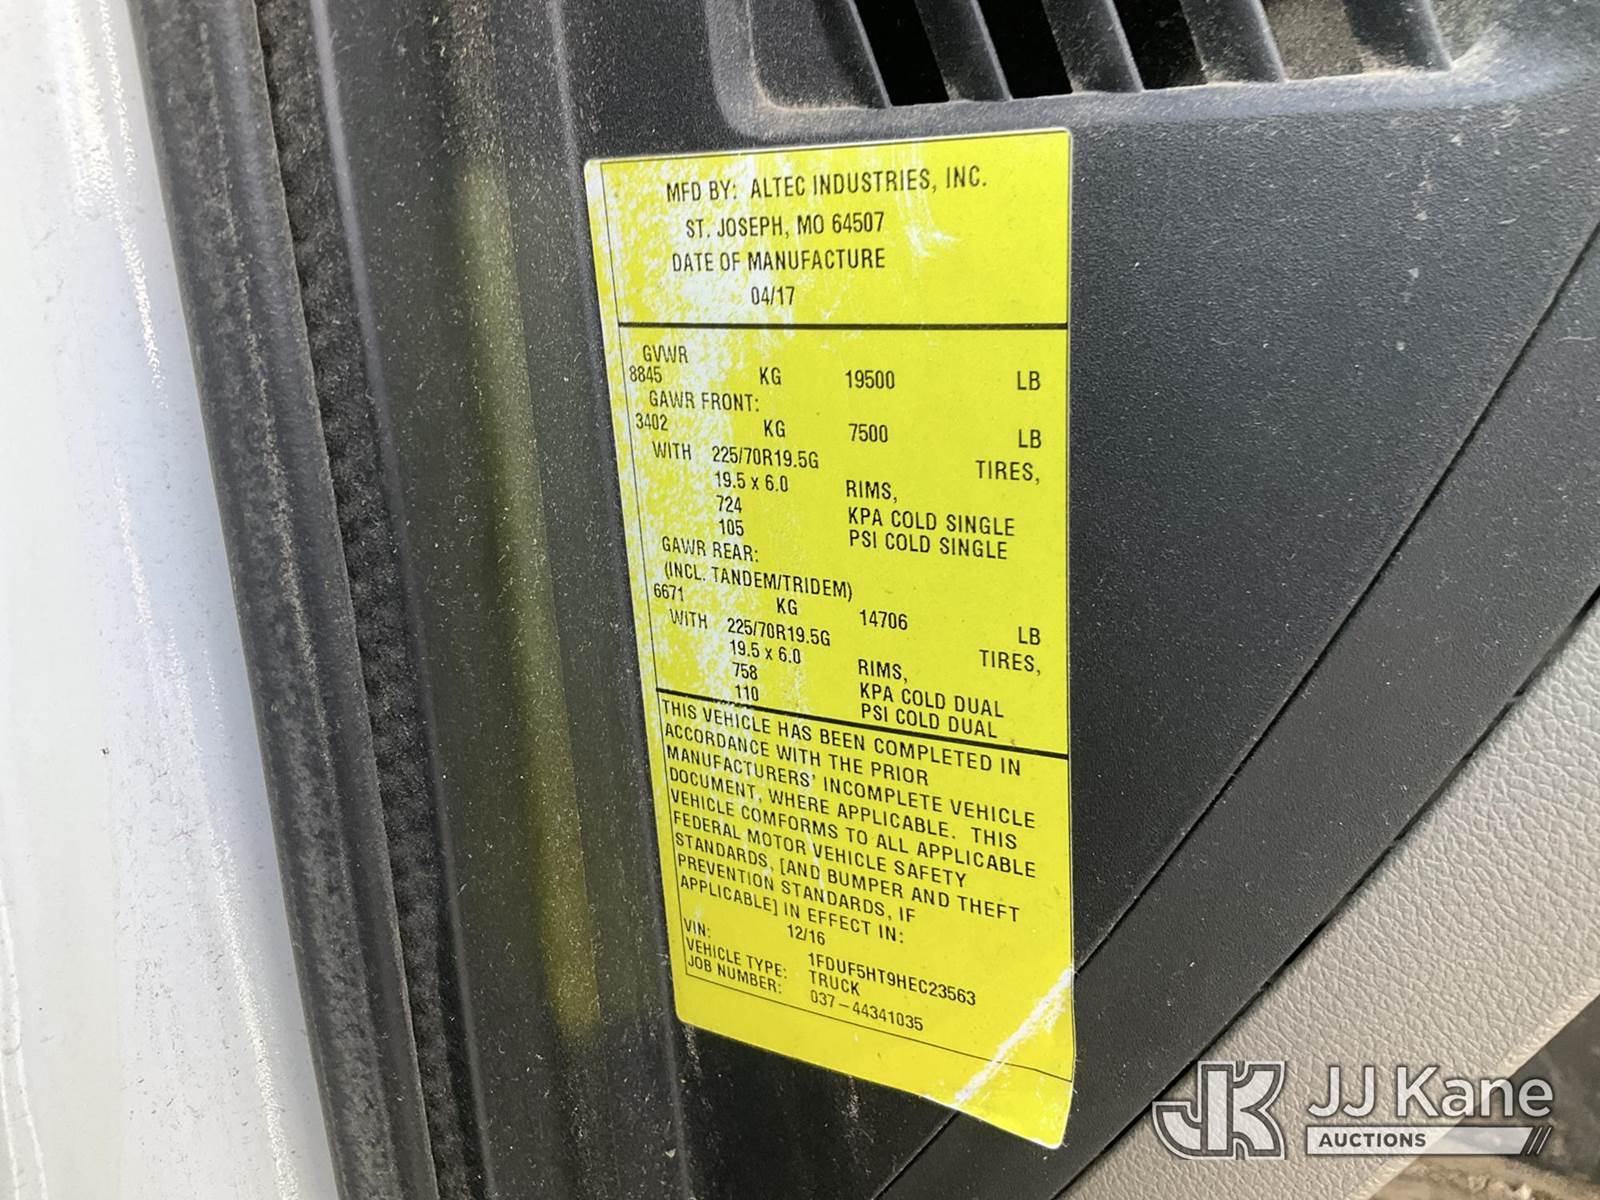 MFD BY: ALTEC INDUSTRIES, INC.
ST. JOSEPH, MO 64507
DATE OF MANUFACTURE
04/17
GVWR
8845 KG 19500 LB
GAWR FRONT:
3402 KG 7500 LB
WITH 225/70R19.5G TIRES,
19.5 x 6.0 RIMS,
724 KPA COLD SINGLE
105 PSI COLD SINGLE
GAWR REAR:
(INCL. TANDEM/TRIDEM)
6671 KG 14706 LB
WITH 225/70R19.5G TIRES,
19.5 x 6.0 RIMS,
758 KPA COLD DUAL
110 PSI COLD DUAL
THIS VEHICLE HAS BEEN COMPLETED IN
ACCORDANCE WITH THE PRIOR
MANUFACTURERS' INCOMPLETE VEHICLE
DOCUMENT, WHERE APPLICABLE. THIS
VEHICLE COMFORMS TO ALL APPLICABLE
FEDERAL MOTOR VEHICLE SAFETY
STANDARDS, [AND BUMPER AND THEFT
PREVENTION STANDARDS, IF
APPLICABLE] IN EFFECT IN:
12/16
VIN: 1FDUF5HT9HEC23563
VEHICLE TYPE: TRUCK
JOB NUMBER: 037-44341035
JK JJ Kane
AUCTIONS